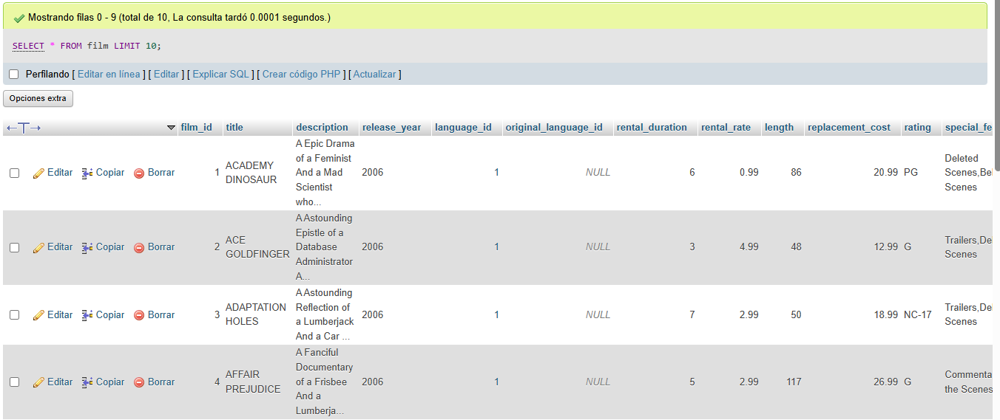 Mostrando filas 0 - 9 (total de 10, La consulta tardó 0.0001 segundos.)
SELECT * FROM film LIMIT 10;
Perfilando [ Editar en línea ] [ Editar ] [ Explicar SQL ] [ Crear código PHP ] [ Actualizar ]
Opciones extra
film_id title description release_year language_id original_language_id rental_duration rental_rate length replacement_cost rating special_fe
A Epic Drama
of a Feminist
And a Mad
Scientist
who...
Editar Copiar Borrar 1 ACADEMY
DINOSAUR
2006 1 NULL 6 0.99 86 20.99 PG
Deleted
Scenes,Be
Scenes
A Astounding
Epistle of a
Database
Administrator
A...
Editar Copiar Borrar 2 ACE
GOLDFINGER
2006 1 NULL 3 4.99 48 12.99 G
Trailers,De
Scenes
A Astounding
Reflection of
a Lumberjack
And a Car ...
Editar Copiar Borrar 3 ADAPTATION
HOLES
2006 1 NULL 7 2.99 50 18.99 NC-17
Trailers,De
Scenes
A Fanciful
Documentary
of a Frisbee
And a
Lumberja...
Editar Copiar Borrar 4 AFFAIR
PREJUDICE
2006 1 NULL 5 2.99 117 26.99 G
Commenta
the Scenes